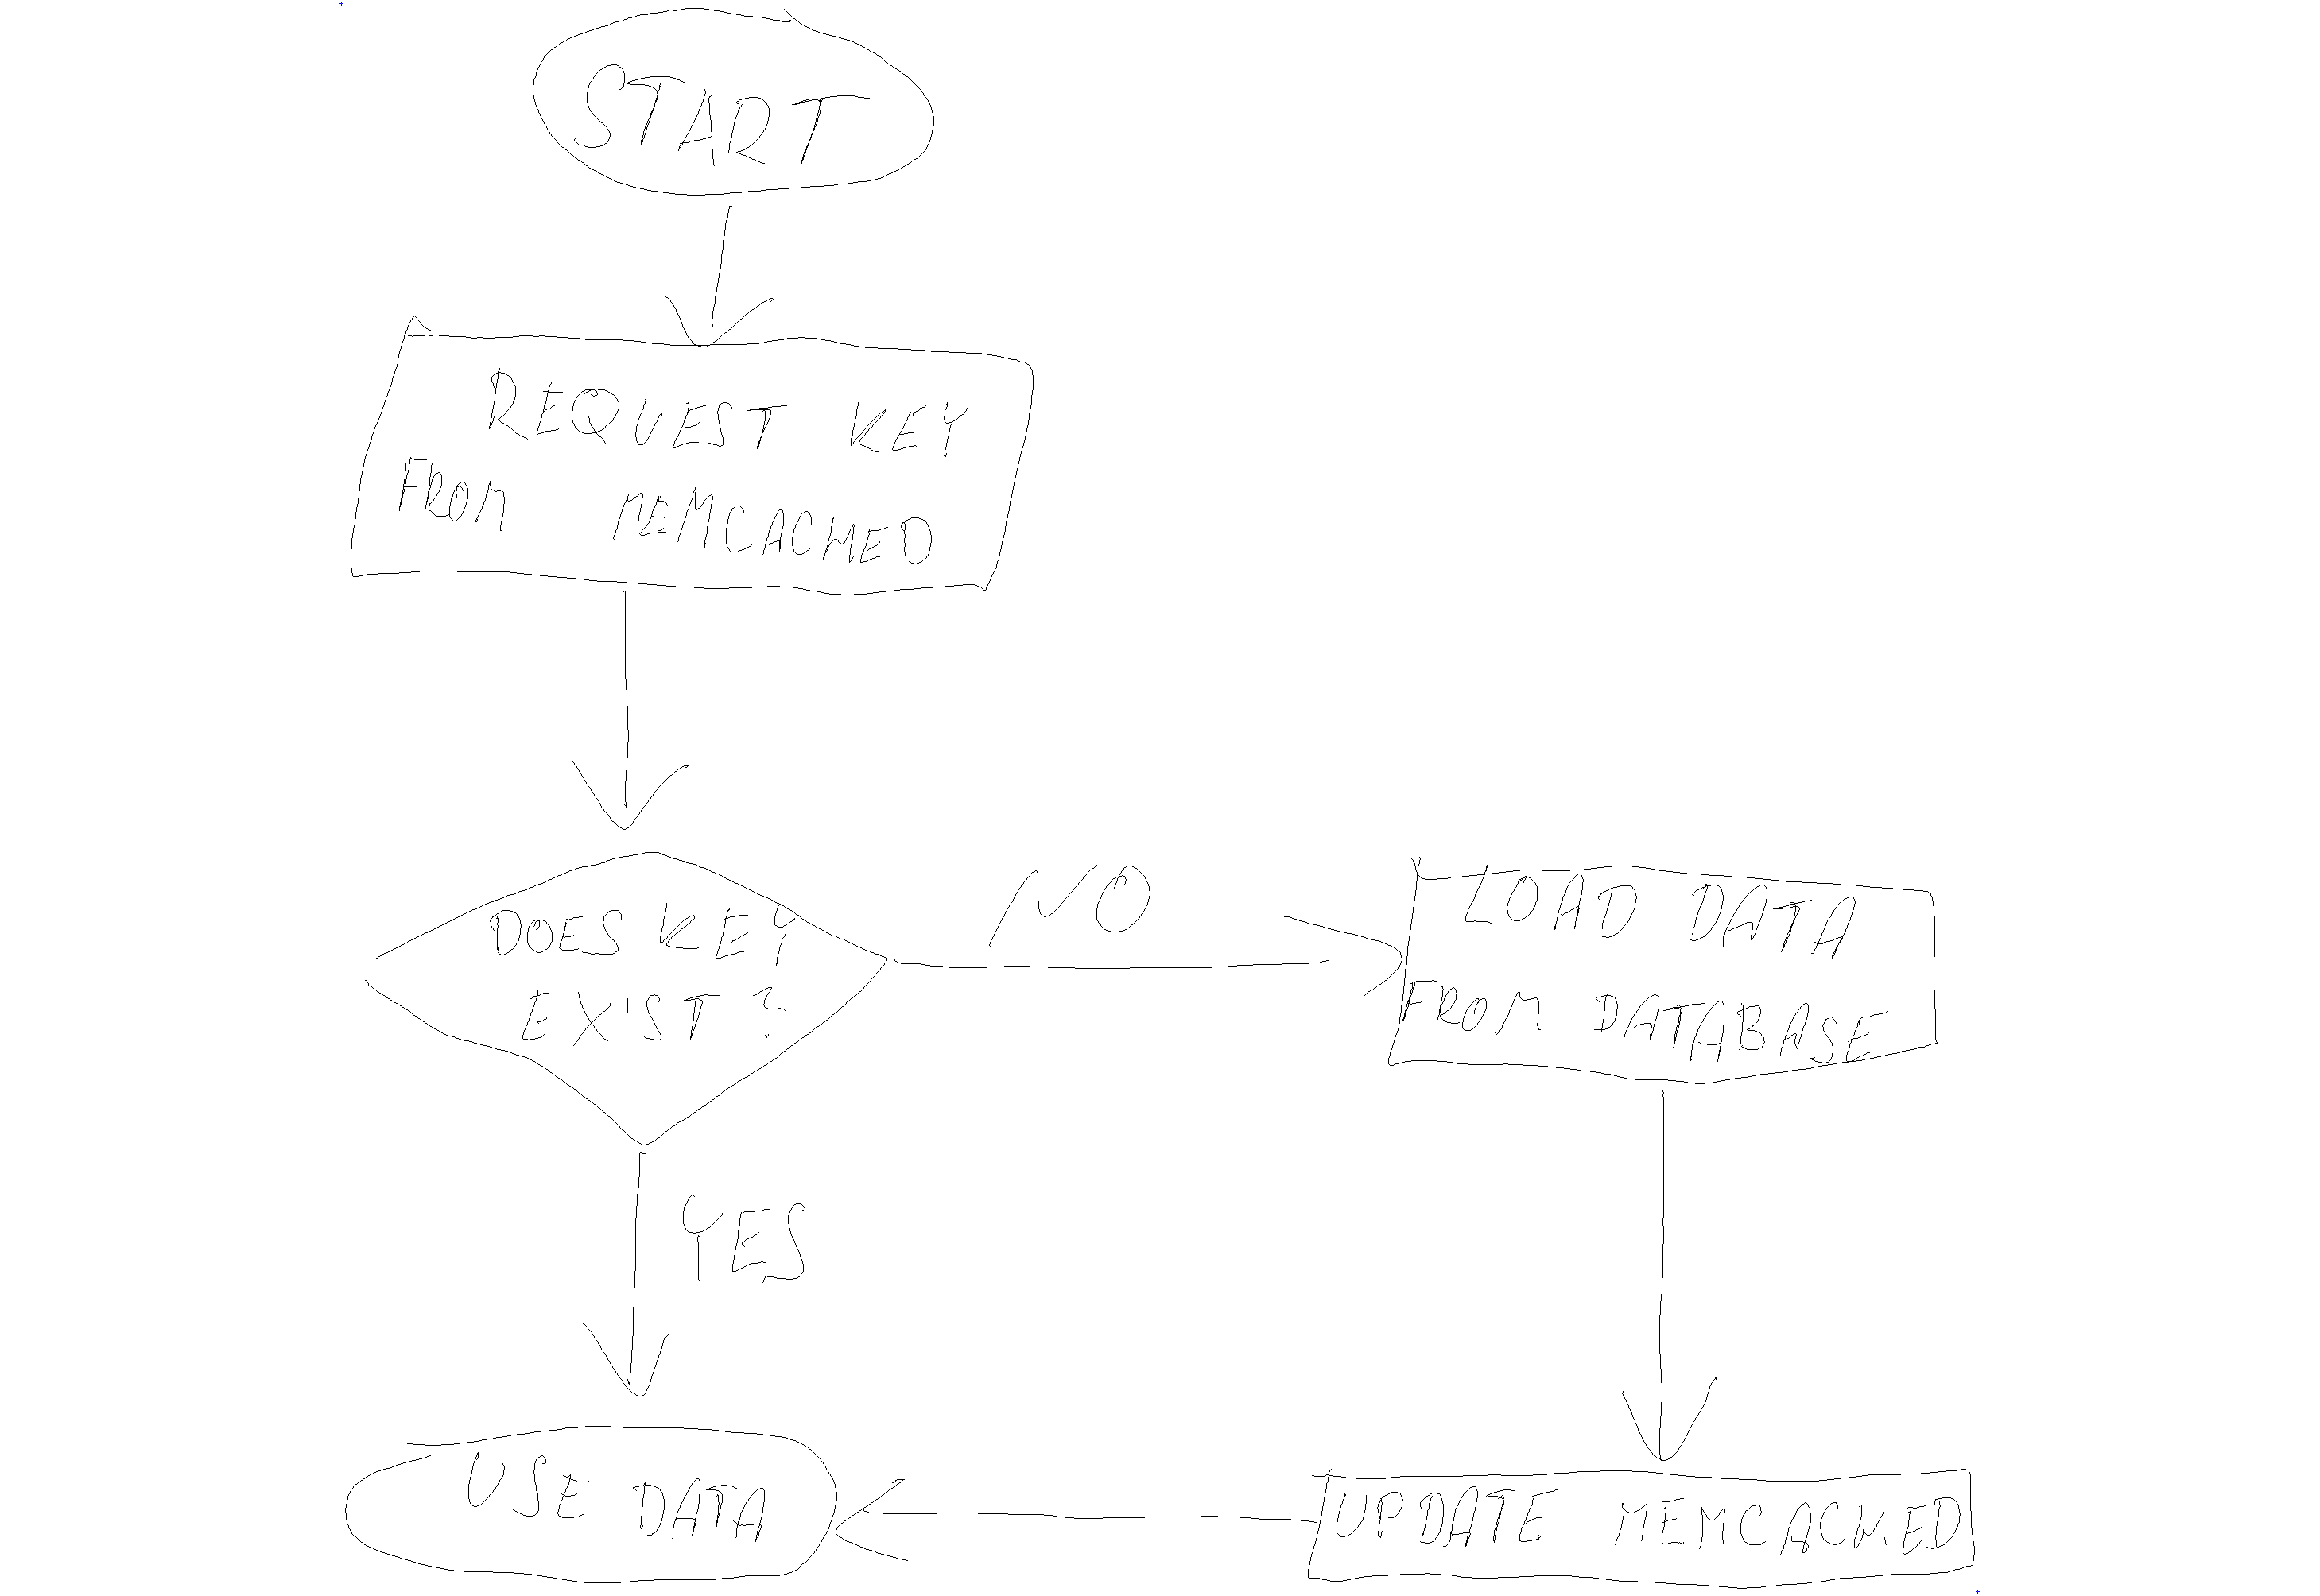 START
REQUEST KEY
FROM MEMCACHED
DOES KEY
EXIST?
NO
LOAD DATA
FROM DATABASE
YES
USE DATA
UPDATE MEMCACHED